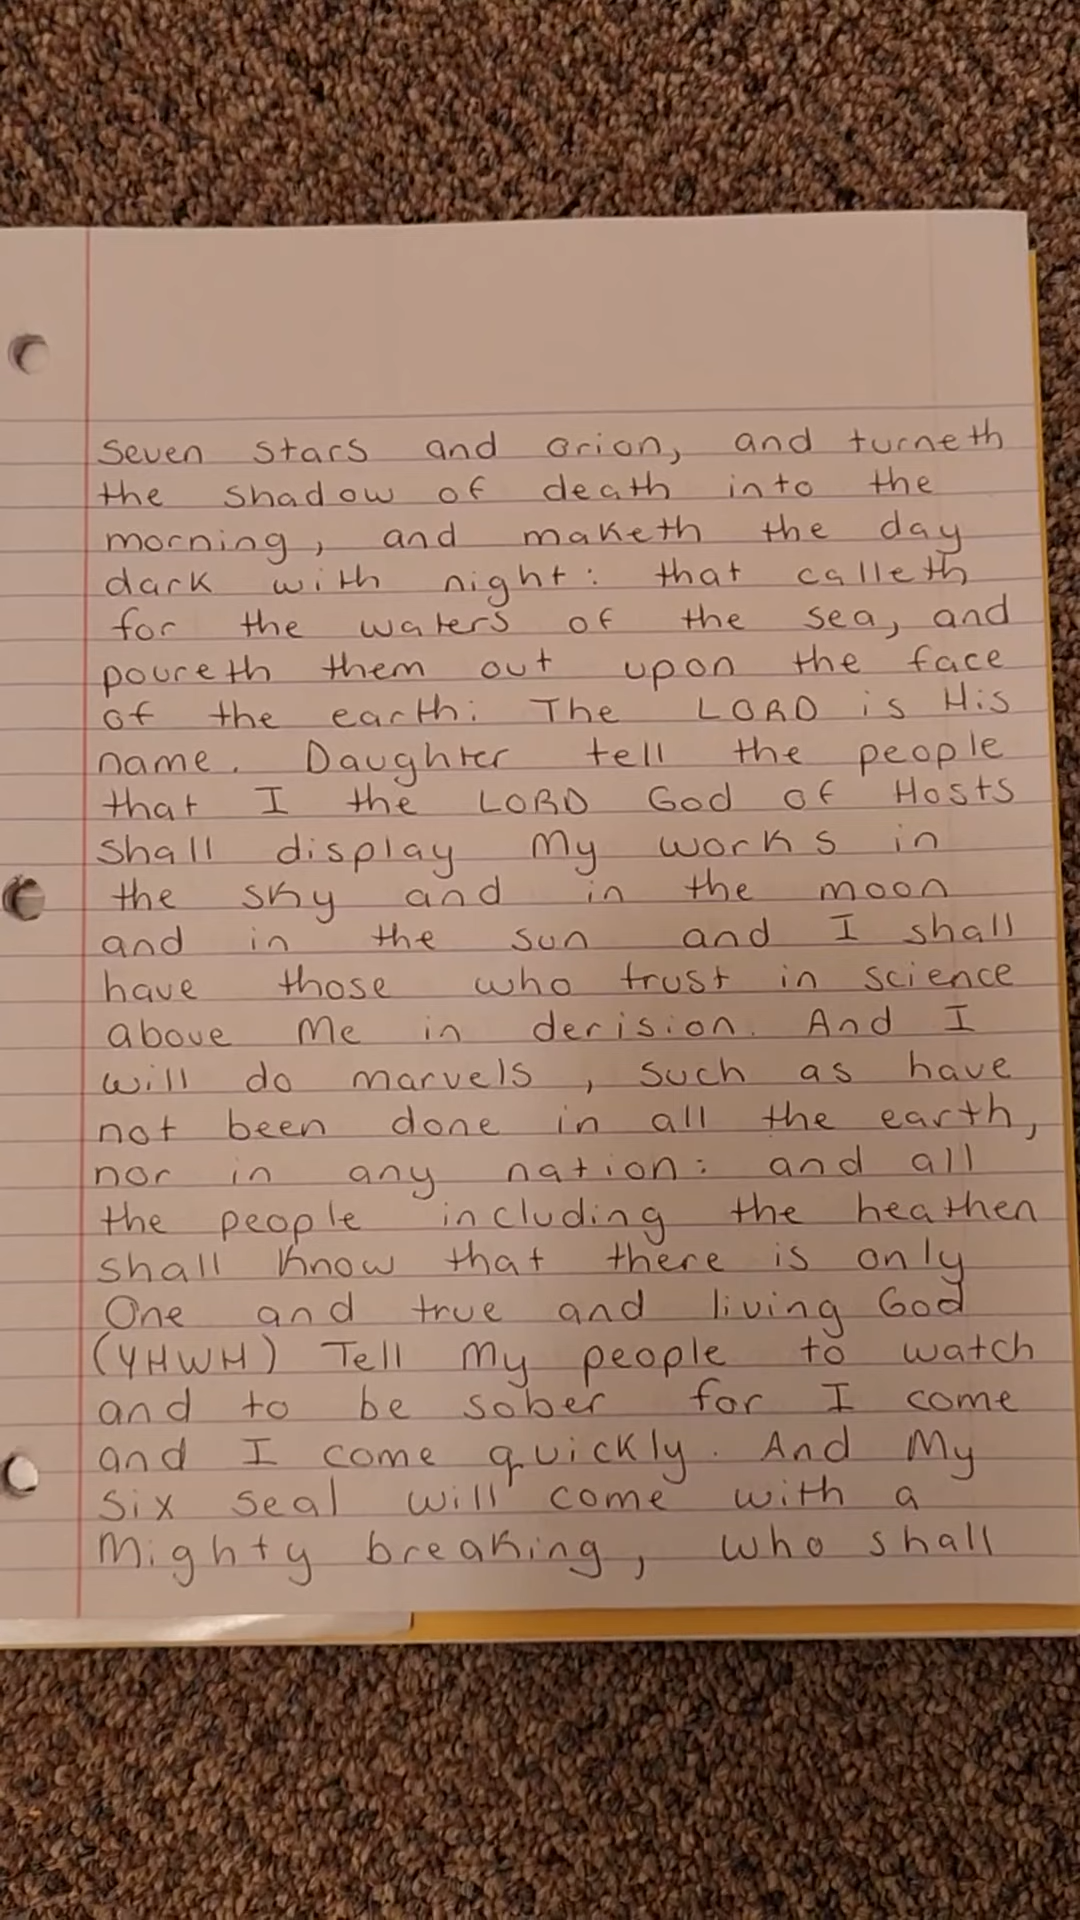 seven stars and orion, and turneth
the shadow of death into the
morning, and maketh the day
dark with night: that calleth
for the waters of the sea, and
poureth them out upon the face
of the earth: The LORD is His
name. Daughter tell the people
that I the LORD God of Hosts
shall display My works in
the sky and in the moon
and in the sun and I shall
have those who trust in science
above Me in derision. And I
will do marvels, such as have
not been done in all the earth,
nor in any nation: and all
the people including the heathen
shall know that there is only
One and true and living God
(YHWH) Tell My people to watch
and to be sober for I come
and I come quickly. And My
six seal will come with a
Mighty breaking, who shall